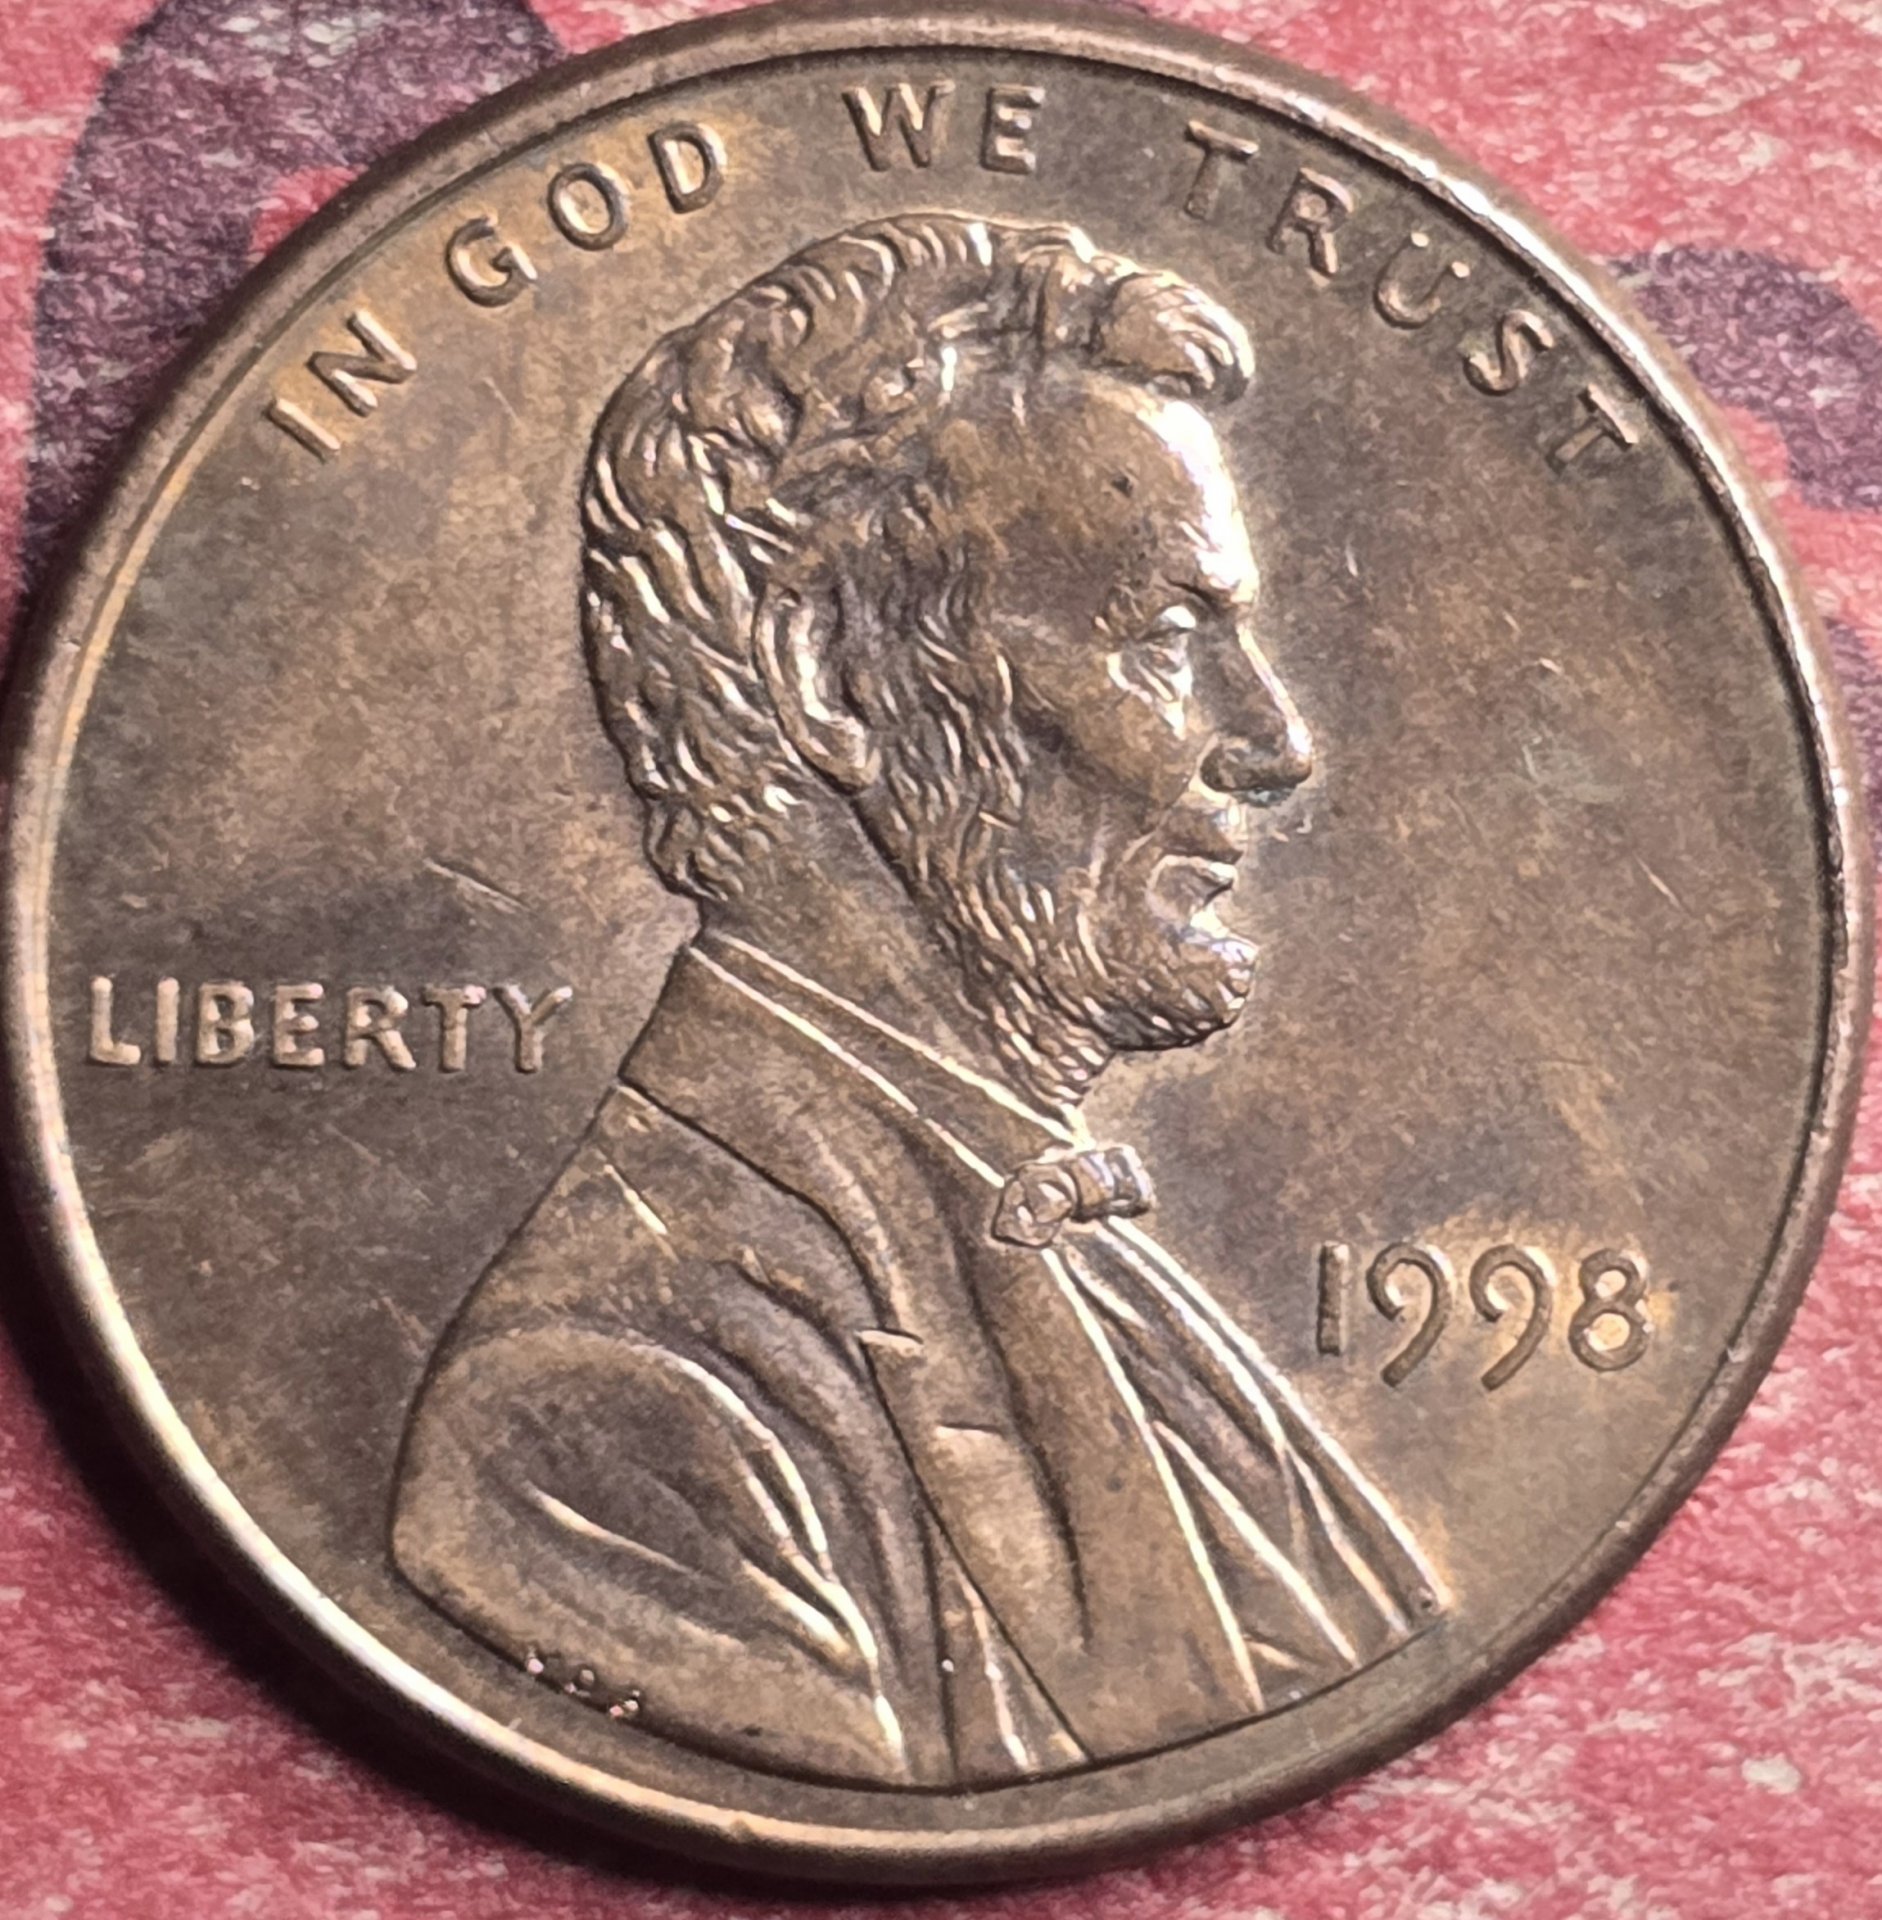 IN GOD WE TRUST
LIBERTY
1998